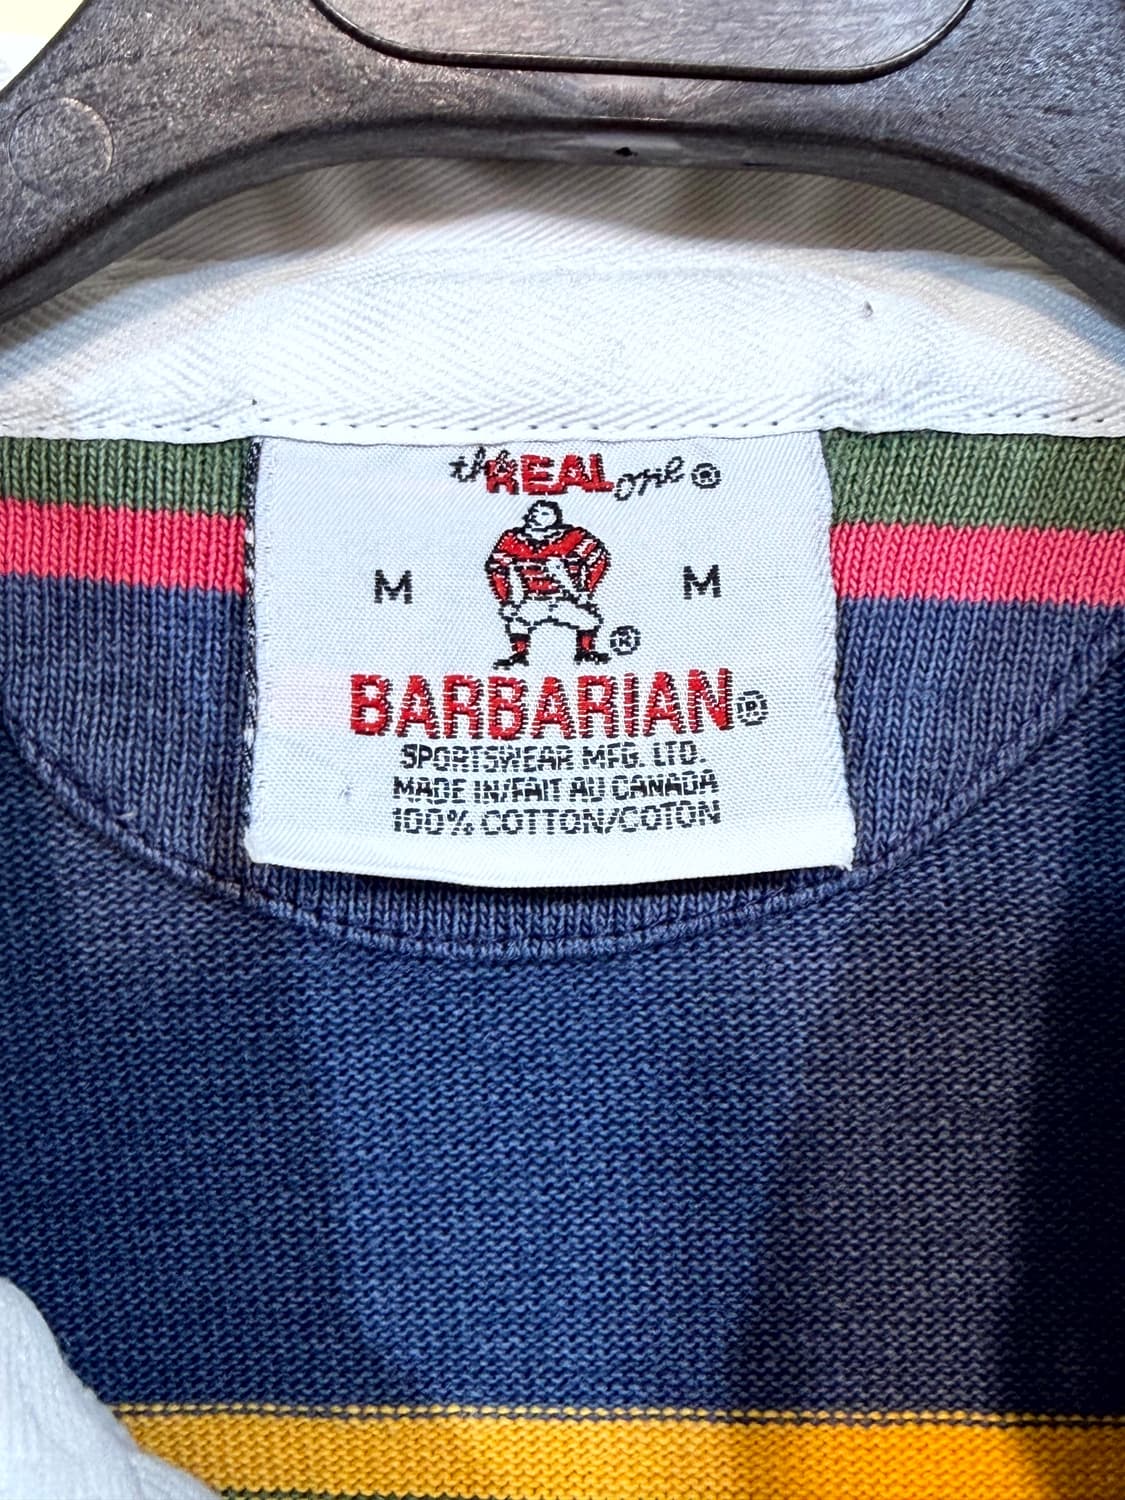 the REAL one ®
M M
®
BARBARIAN®
SPORTSWEAR MFG. LTD.
MADE IN/FAIT AU CANADA
100% COTTON/COTON